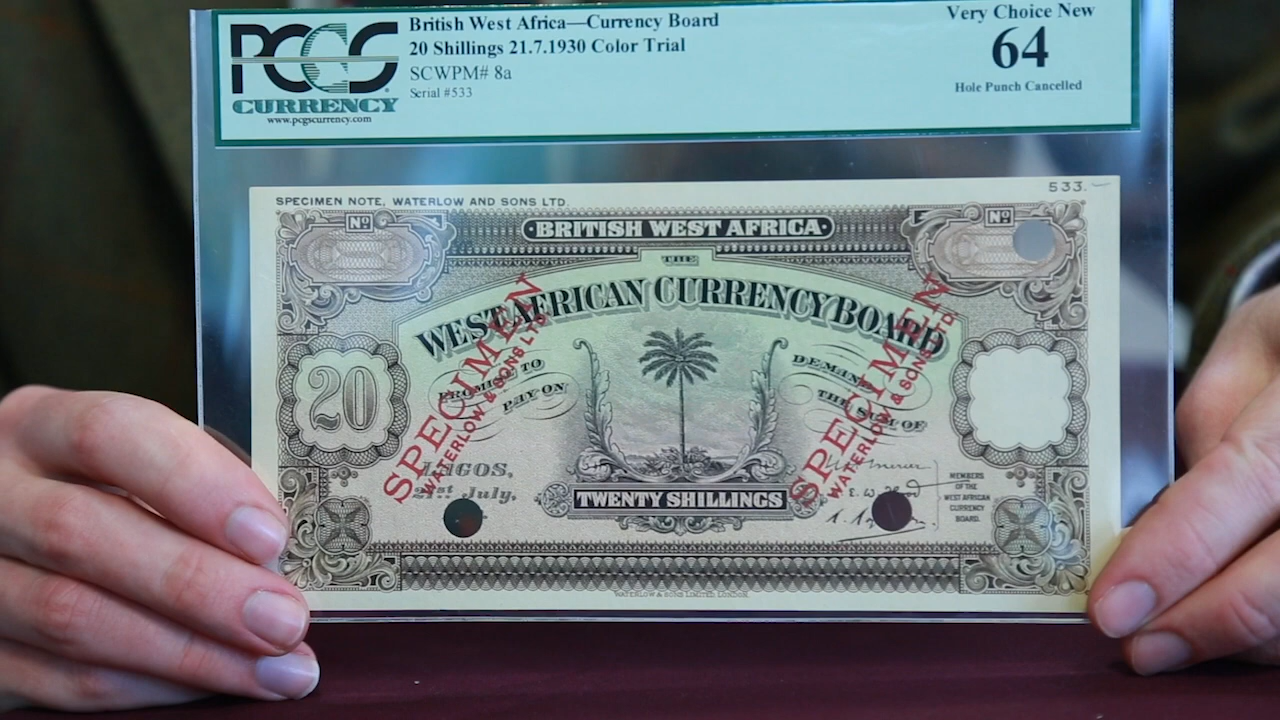 PCGS
CURRENCY
www.pcgscurrency.com
British West Africa—Currency Board
20 Shillings 21.7.1930 Color Trial
SCWPM# 8a
Serial #533
Very Choice New
64
Hole Punch Cancelled
SPECIMEN NOTE, WATERLOW AND SONS LTD.
533.
Nº
Nº
·BRITISH WEST AFRICA·
THE
WEST AFRICAN CURRENCY BOARD
PROMISE TO
PAY ON
DEMAND
THE SUM OF
20
SPECIMEN
WATERLOW & SONS LTD.
SPECIMEN
WATERLOW & SONS LTD.
LAGOS,
21st July,
TWENTY SHILLINGS
MEMBERS
OF THE
WEST AFRICAN
CURRENCY
BOARD.
WATERLOW & SONS LIMITED, LONDON